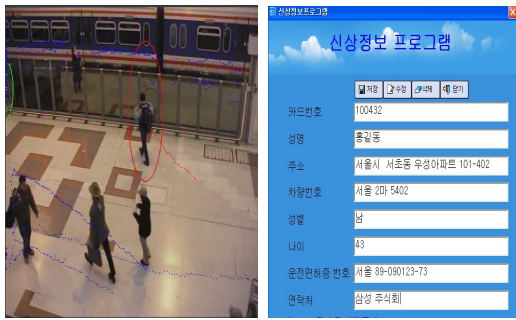 신상정보프로그램
신상정보 프로그램
저장 수정 삭제 닫기
카드번호 100432
성명 홍길동
주소 서울시 서초동 우성아파트 101-402
차량번호 서울 2마 5402
성별 남
나이 43
운전면허증 번호 서울 89-090123-73
연락처 삼성 주식회